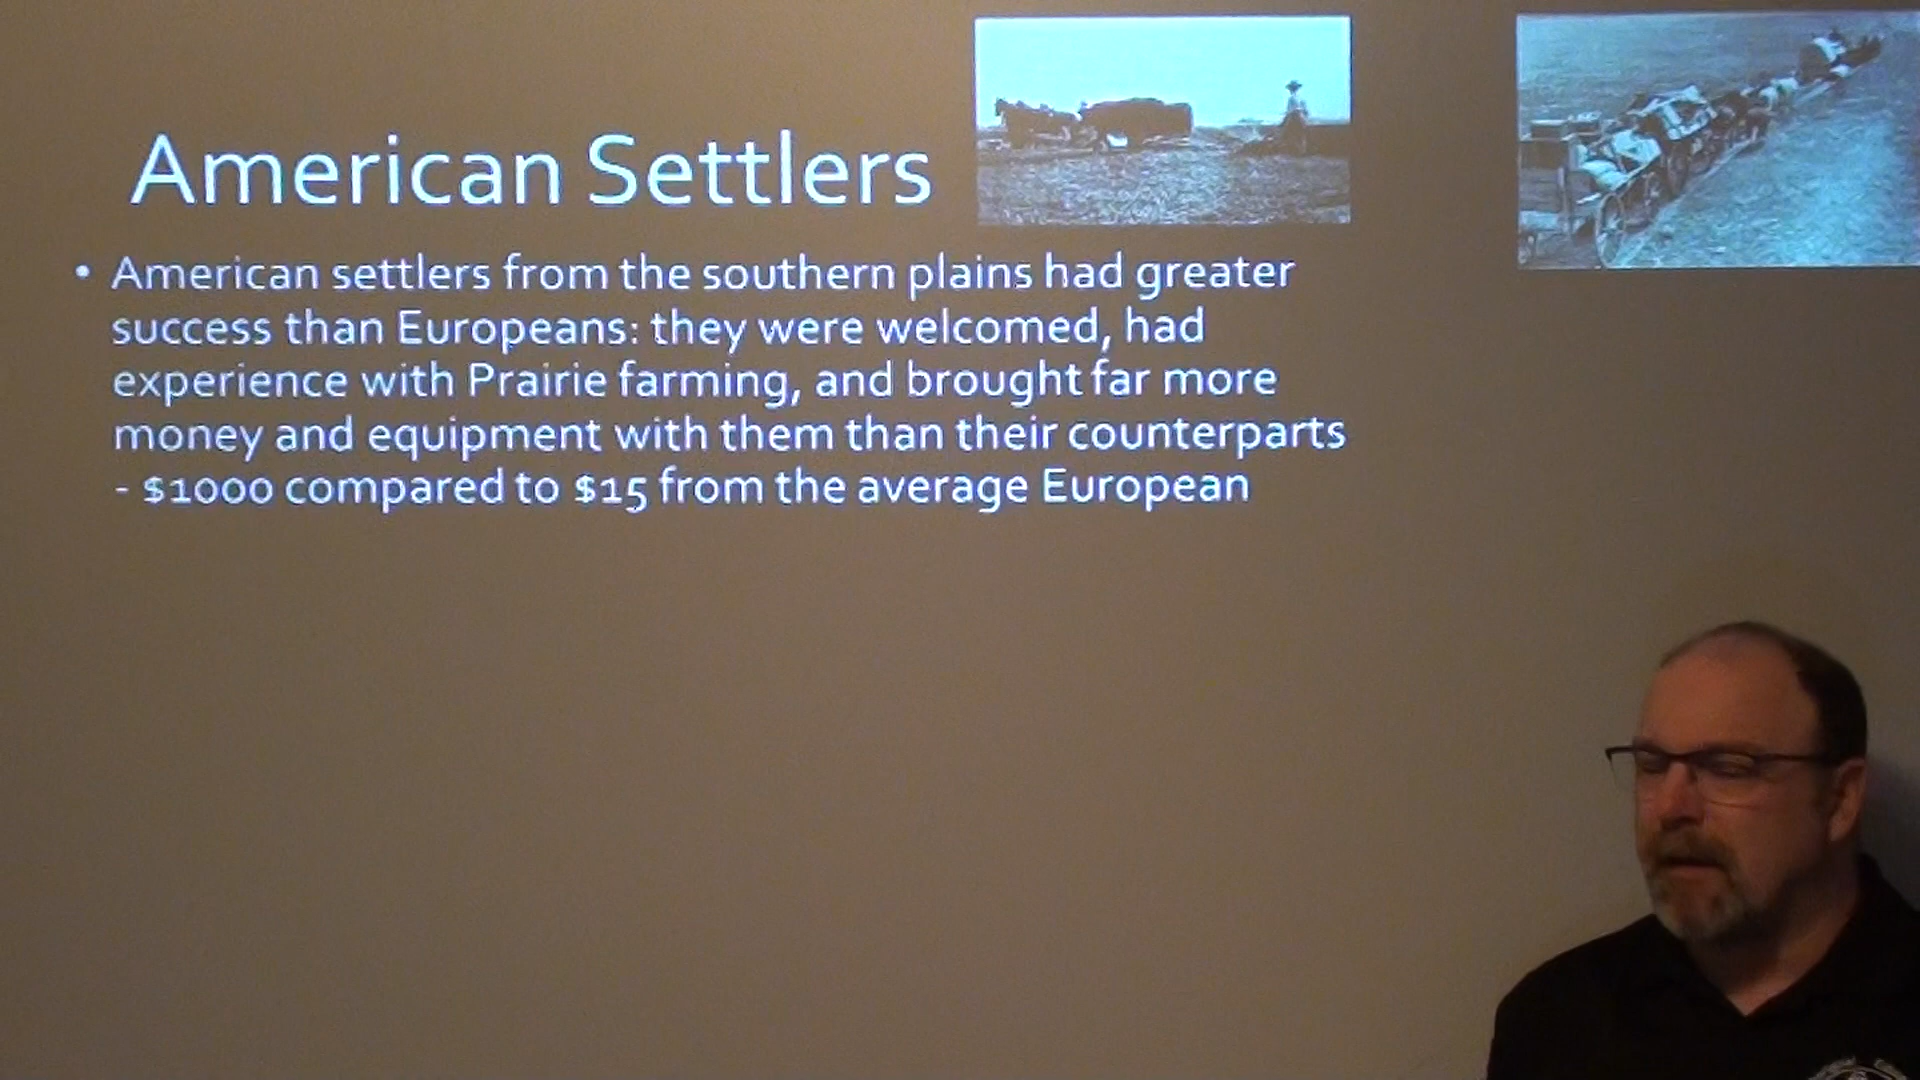 American Settlers
• American settlers from the southern plains had greater
success than Europeans: they were welcomed, had
experience with Prairie farming, and brought far more
money and equipment with them than their counterparts
- $1000 compared to $15 from the average European